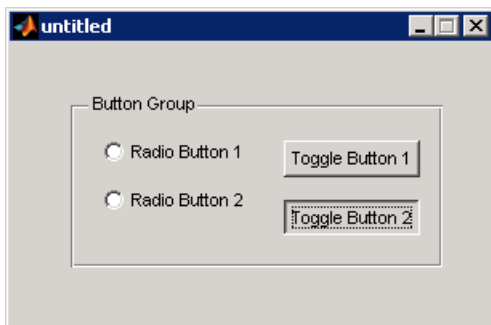 untitled
Button Group
Radio Button 1
Toggle Button 1
Radio Button 2
Toggle Button 2